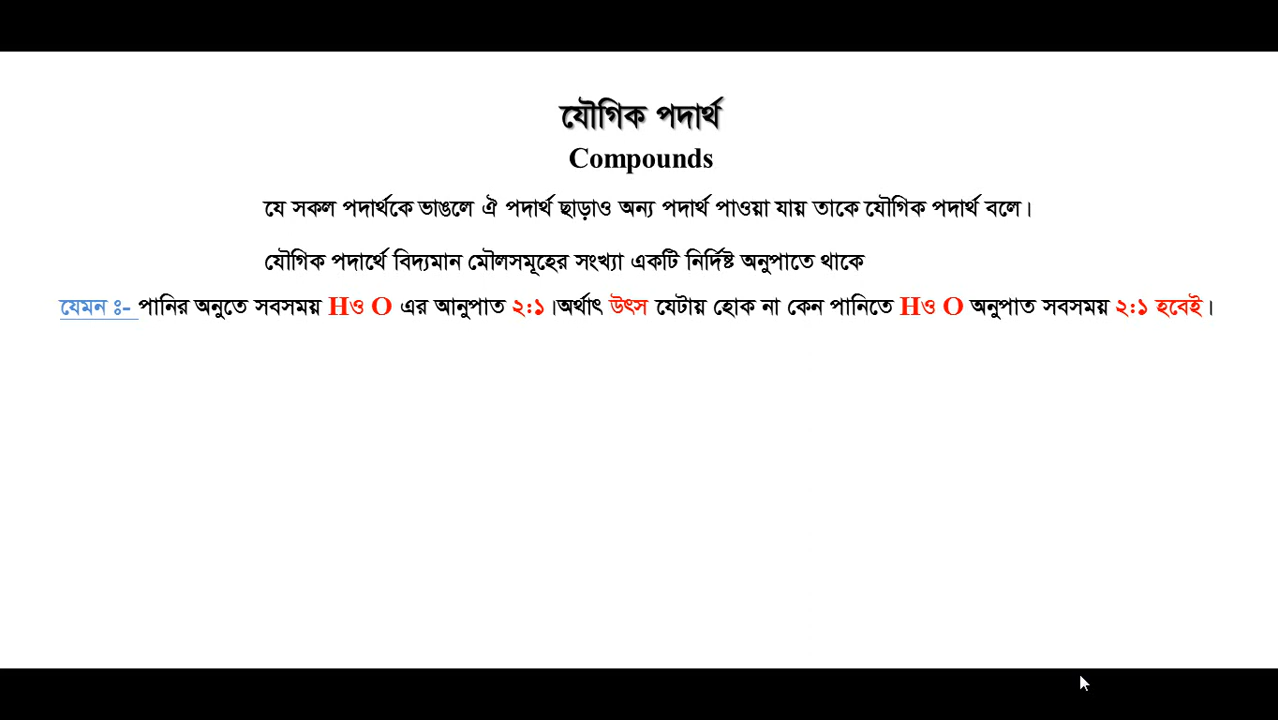 যৌগিক পদার্থ
Compounds
যে সকল পদার্থকে ভাঙলে ঐ পদার্থ ছাড়াও অন্য পদার্থ পাওয়া যায় তাকে যৌগিক পদার্থ বলে।
যৌগিক পদার্থে বিদ্যমান মৌলসমূহের সংখ্যা একটি নির্দিষ্ট অনুপাতে থাকে
যেমন ঃ- পানির অনুতে সবসময় Hও O এর আনুপাত ২:১।অর্থাৎ উৎস যেটায় হোক না কেন পানিতে Hও O অনুপাত সবসময় ২:১ হবেই।